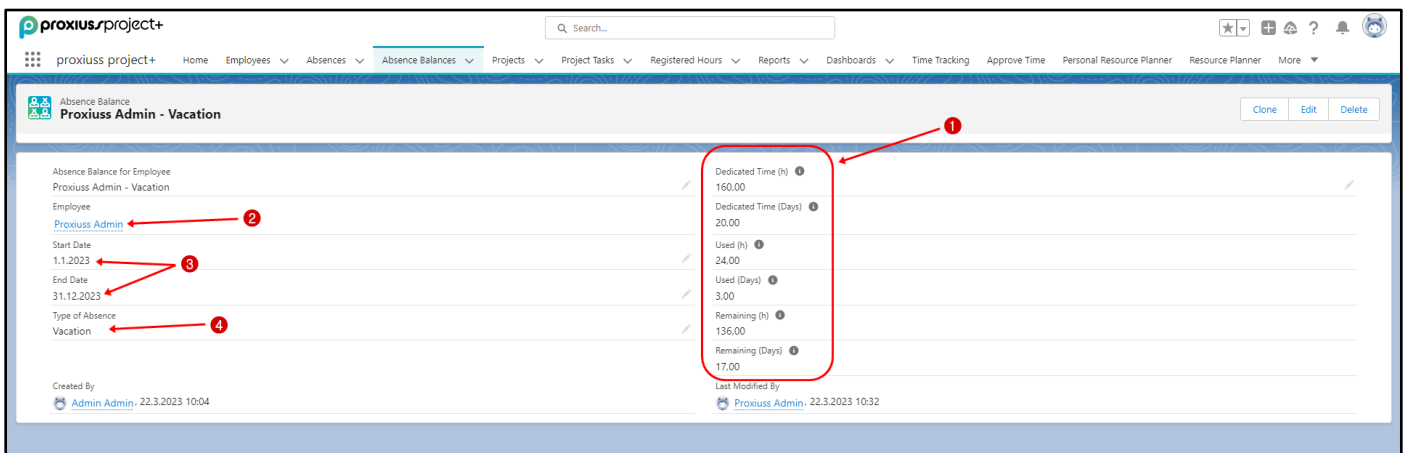 proxiuss project+
Search...
proxiuss project+ Home Employees Absences Absence Balances Projects Project Tasks Registered Hours Reports Dashboards Time Tracking Approve Time Personal Resource Planner Resource Planner More
Absence Balance
Proxiuss Admin - Vacation
Clone Edit Delete
1
Absence Balance for Employee
Proxiuss Admin - Vacation
Employee
Proxiuss Admin
2
Start Date
1.1.2023
3
End Date
31.12.2023
Type of Absence
Vacation
4
Dedicated Time (h)
160,00
Dedicated Time (Days)
20,00
Used (h)
24,00
Used (Days)
3,00
Remaining (h)
136,00
Remaining (Days)
17,00
Created By
Admin Admin, 22.3.2023 10:04
Last Modified By
Proxiuss Admin, 22.3.2023 10:32